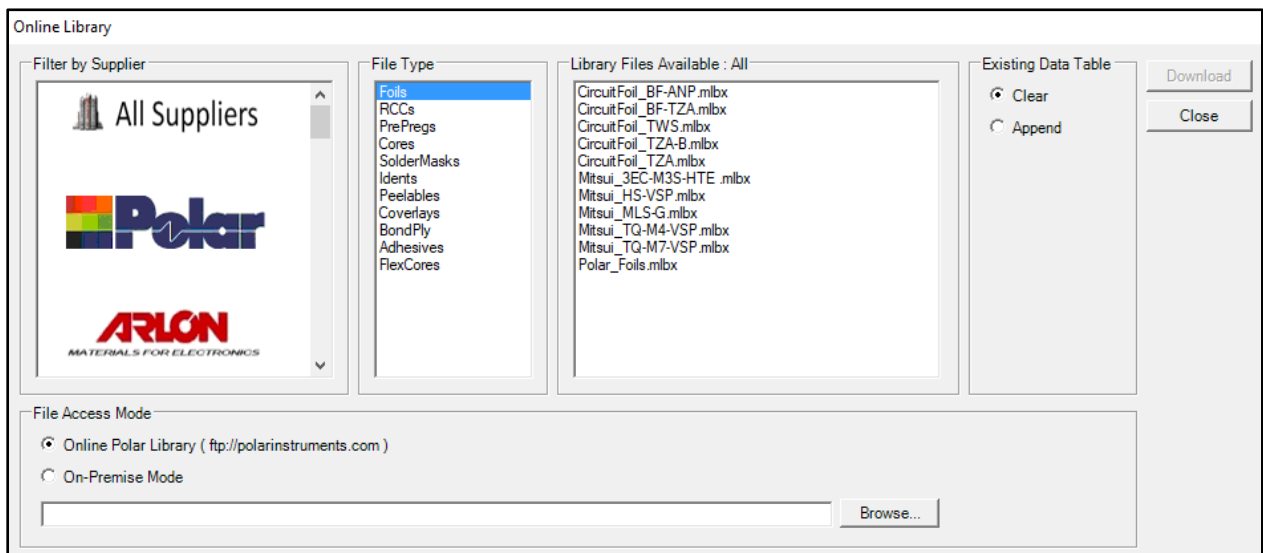 Online Library
Filter by Supplier
All Suppliers
Polar
ARLON
MATERIALS FOR ELECTRONICS
File Type
Foils
RCCs
PrePregs
Cores
SolderMasks
Idents
Peelables
Coverlays
BondPly
Adhesives
FlexCores
Library Files Available : All
CircuitFoil_BF-ANP.mlbx
CircuitFoil_BF-TZA.mlbx
CircuitFoil_TWS.mlbx
CircuitFoil_TZA-B.mlbx
CircuitFoil_TZA.mlbx
Mitsui_3EC-M3S-HTE .mlbx
Mitsui_HS-VSP.mlbx
Mitsui_MLS-G.mlbx
Mitsui_TQ-M4-VSP.mlbx
Mitsui_TQ-M7-VSP.mlbx
Polar_Foils.mlbx
Existing Data Table
Clear
Append
Download
Close
File Access Mode
Online Polar Library ( ftp://polarinstruments.com )
On-Premise Mode
Browse...